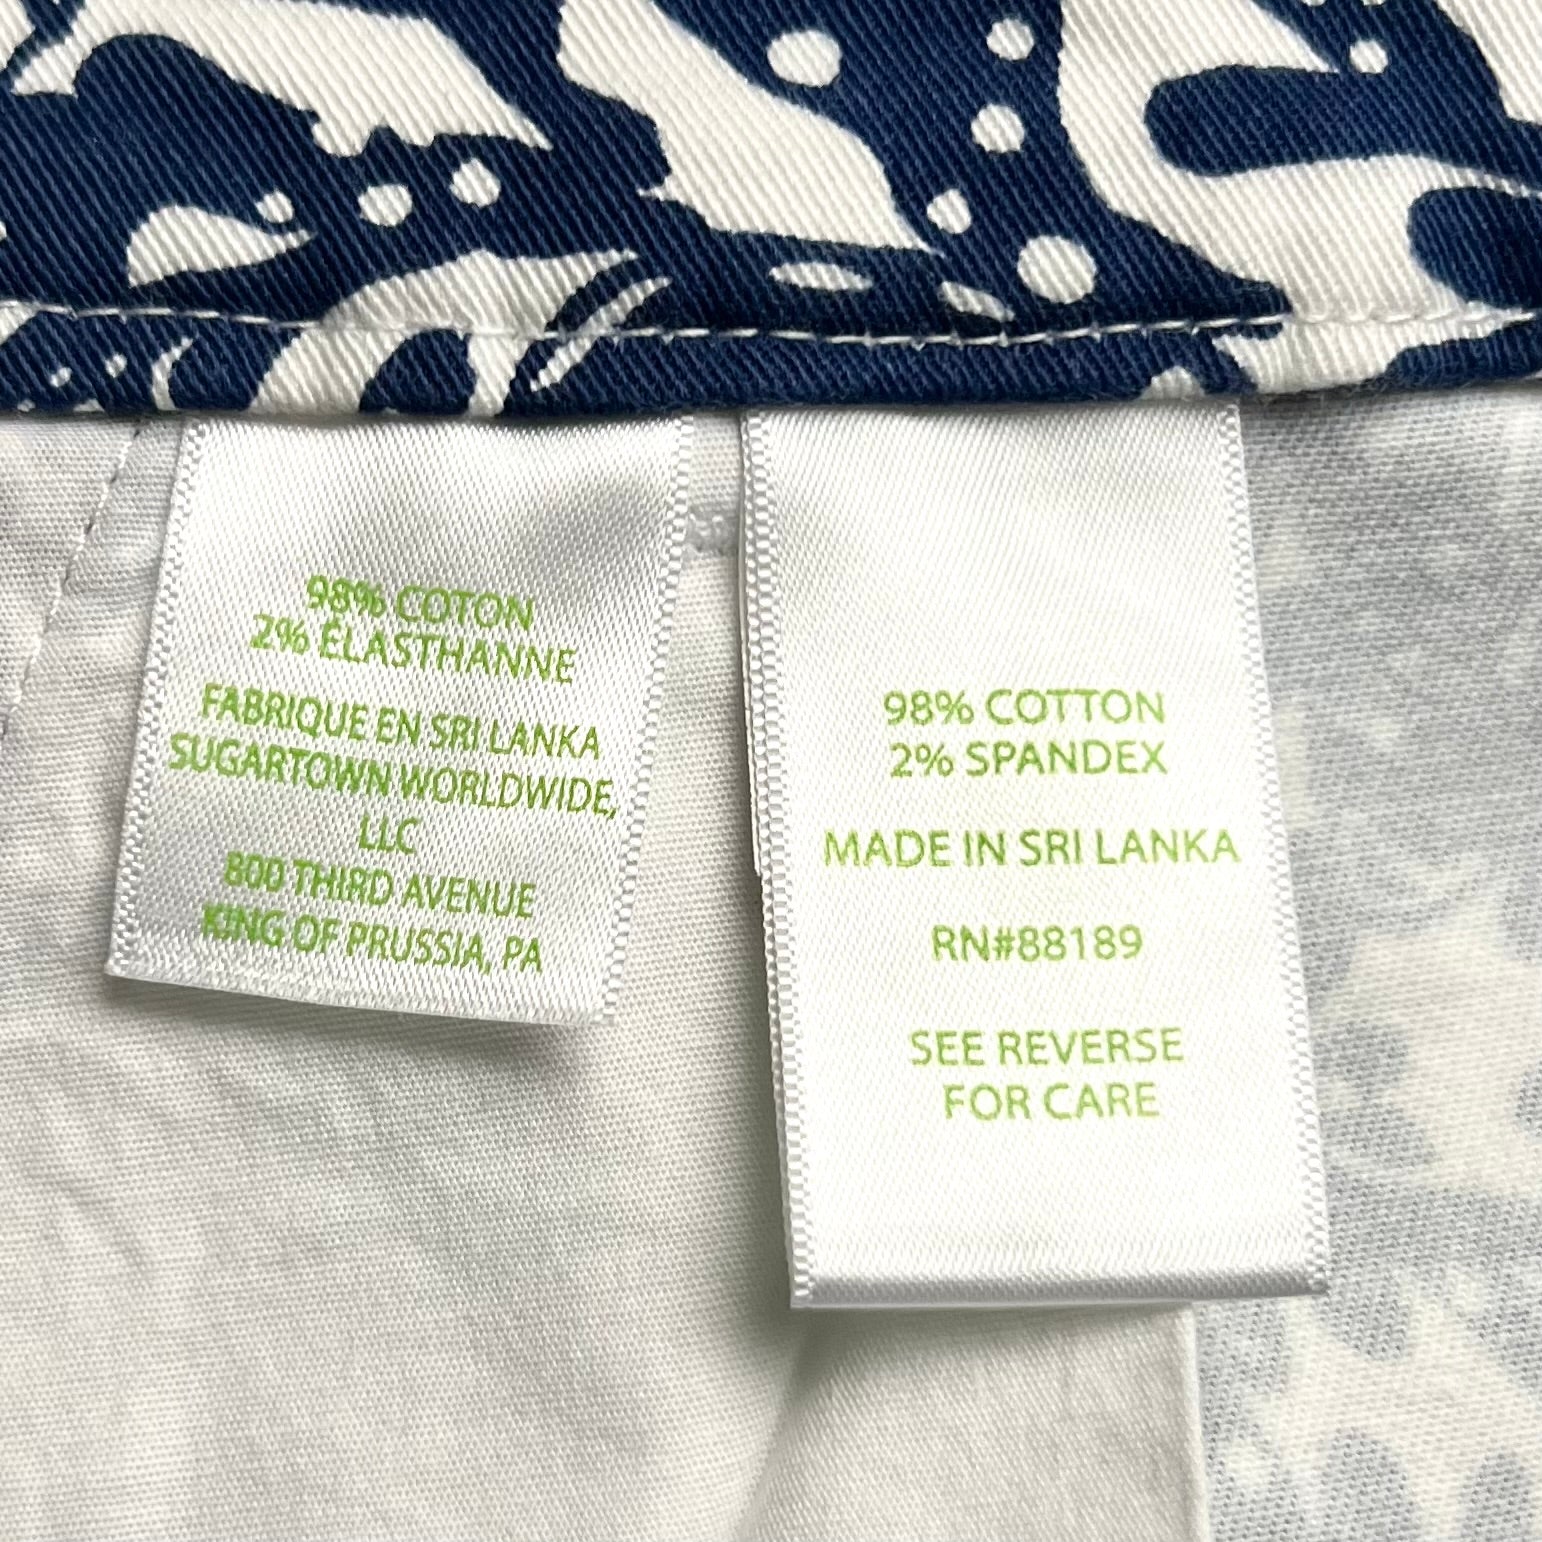 98% COTON
2% ÉLASTHANNE
FABRIQUE EN SRI LANKA
SUGARTOWN WORLDWIDE,
LLC
800 THIRD AVENUE
KING OF PRUSSIA, PA
98% COTTON
2% SPANDEX
MADE IN SRI LANKA
RN#88189
SEE REVERSE
FOR CARE